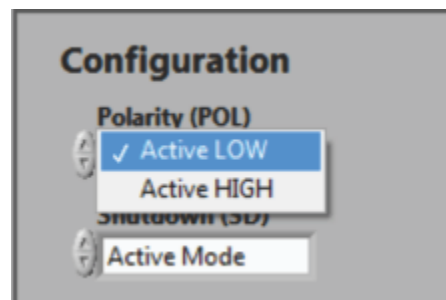 Configuration
Polarity (POL)
✓ Active LOW
Active HIGH
Shutdown (SD)
Active Mode